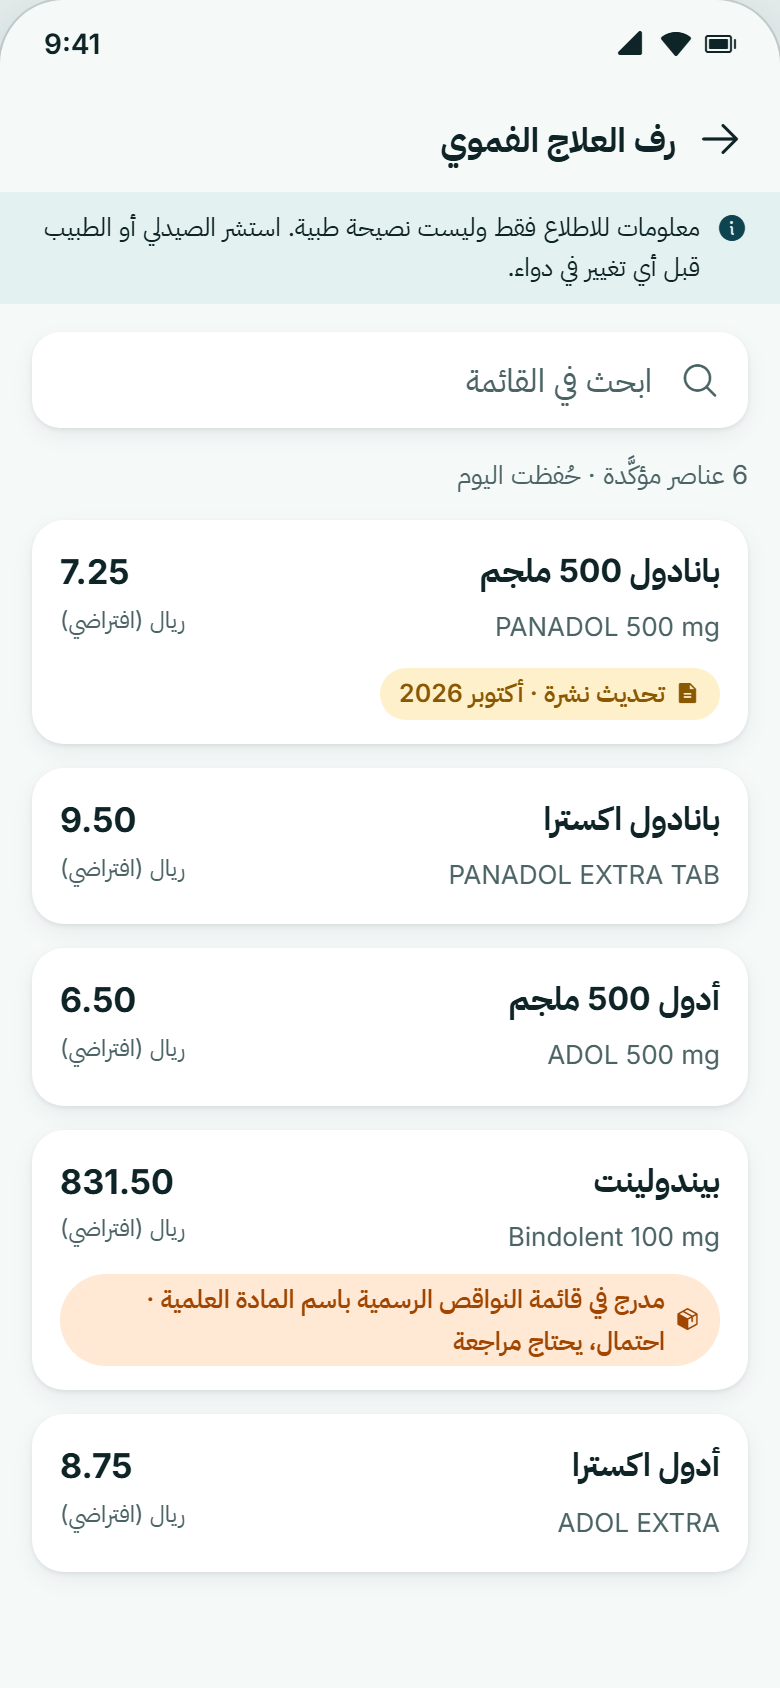 9:41
رف العلاج الفموي
معلومات للاطلاع فقط وليست نصيحة طبية. استشر الصيدلي أو الطبيب
قبل أي تغيير في دواء.
ابحث في القائمة
6 عناصر مؤكَّدة · حُفظت اليوم
بانادول 500 ملجم
7.25
PANADOL 500 mg
ريال (افتراضي)
تحديث نشرة · أكتوبر 2026
بانادول اكسترا
9.50
PANADOL EXTRA TAB
ريال (افتراضي)
أدول 500 ملجم
6.50
ADOL 500 mg
ريال (افتراضي)
بيندولينت
831.50
Bindolent 100 mg
ريال (افتراضي)
مدرج في قائمة النواقص الرسمية باسم المادة العلمية ·
احتمال، يحتاج مراجعة
أدول اكسترا
8.75
ADOL EXTRA
ريال (افتراضي)